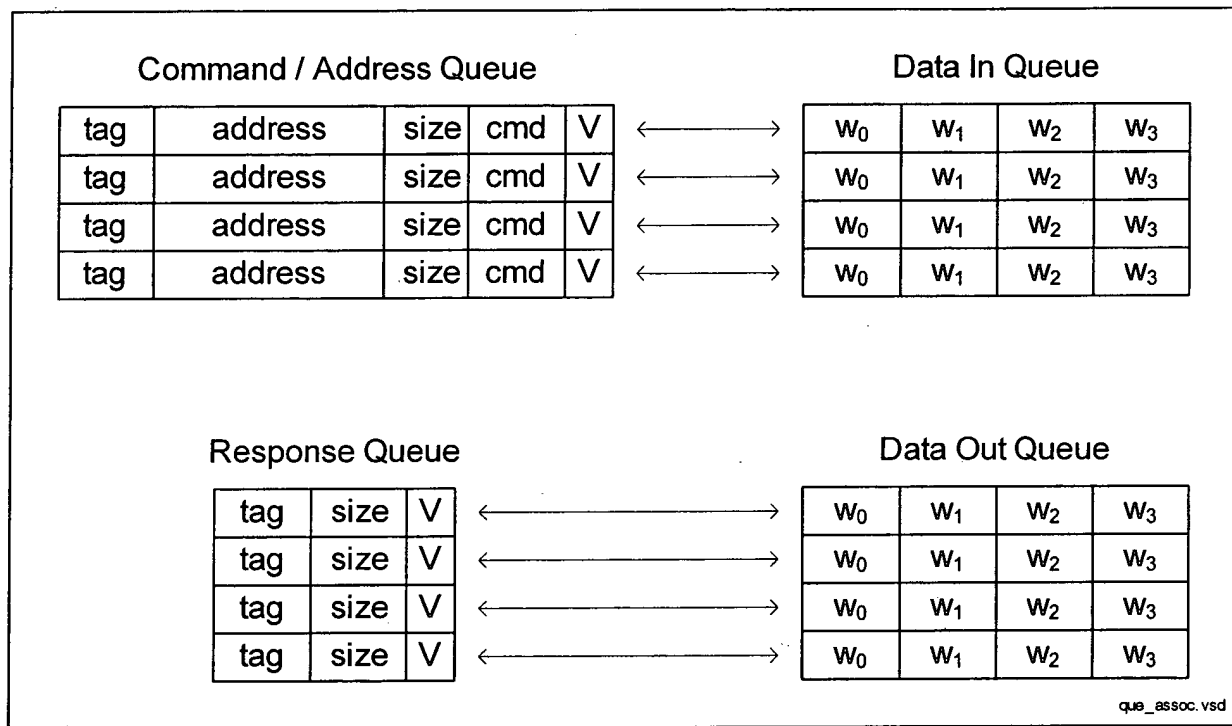 Command / Address Queue
Data In Queue
tag address size cmd V W₀ W₁ W₂ W₃
tag address size cmd V W₀ W₁ W₂ W₃
tag address size cmd V W₀ W₁ W₂ W₃
tag address size cmd V W₀ W₁ W₂ W₃
Response Queue
Data Out Queue
tag size V W₀ W₁ W₂ W₃
tag size V W₀ W₁ W₂ W₃
tag size V W₀ W₁ W₂ W₃
tag size V W₀ W₁ W₂ W₃
que_assoc.vsd